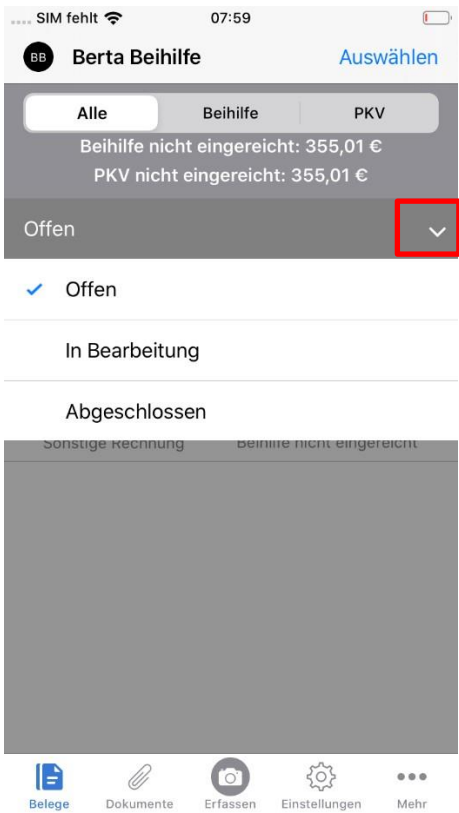 SIM fehlt 07:59
BB Berta Beihilfe Auswählen
Alle Beihilfe PKV
Beihilfe nicht eingereicht: 355,01 €
PKV nicht eingereicht: 355,01 €
Offen
Offen
In Bearbeitung
Abgeschlossen
Sonstige Rechnung Beihilfe nicht eingereicht
Belege Dokumente Erfassen Einstellungen Mehr